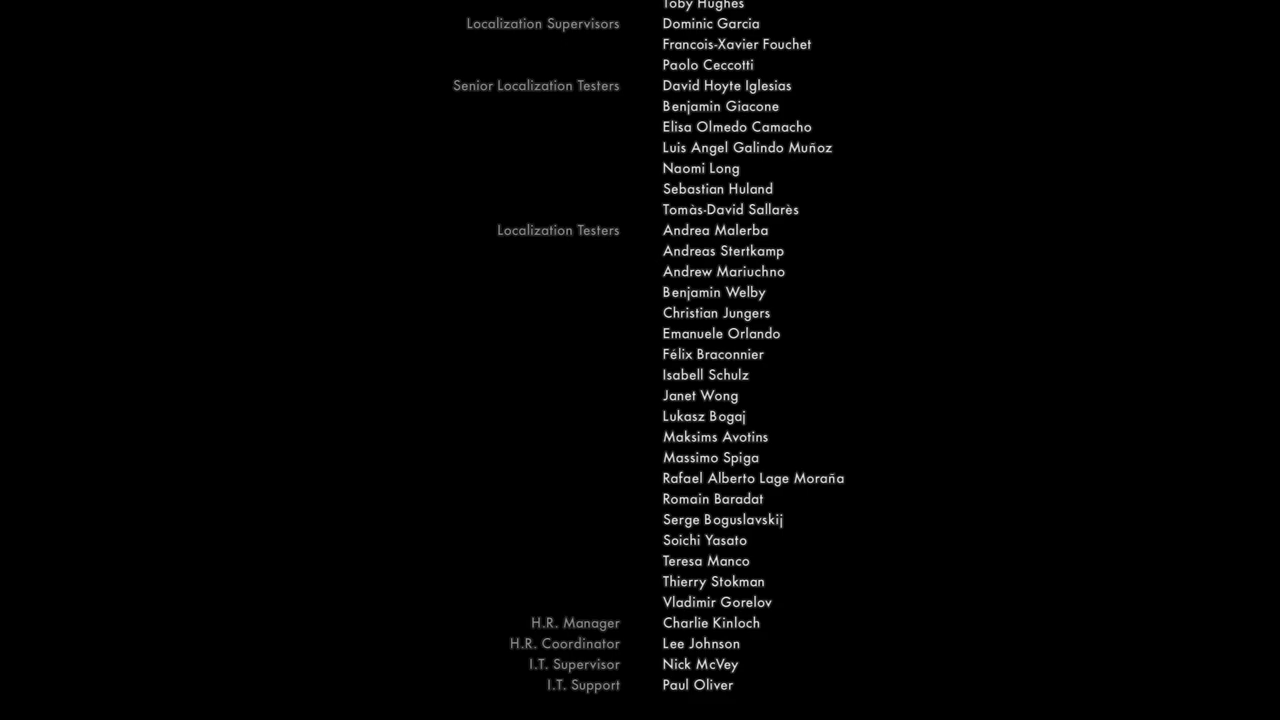 Toby Hughes
Localization Supervisors Dominic Garcia
Francois-Xavier Fouchet
Paolo Ceccotti
Senior Localization Testers David Hoyte Iglesias
Benjamin Giacone
Elisa Olmedo Camacho
Luis Angel Galindo Muñoz
Naomi Long
Sebastian Huland
Tomàs-David Sallarès
Localization Testers Andrea Malerba
Andreas Stertkamp
Andrew Mariuchno
Benjamin Welby
Christian Jungers
Emanuele Orlando
Félix Braconnier
Isabell Schulz
Janet Wong
Lukasz Bogaj
Maksims Avotins
Massimo Spiga
Rafael Alberto Lage Moraña
Romain Baradat
Serge Boguslavskij
Soichi Yasato
Teresa Manco
Thierry Stokman
Vladimir Gorelov
H.R. Manager Charlie Kinloch
H.R. Coordinator Lee Johnson
I.T. Supervisor Nick McVey
I.T. Support Paul Oliver